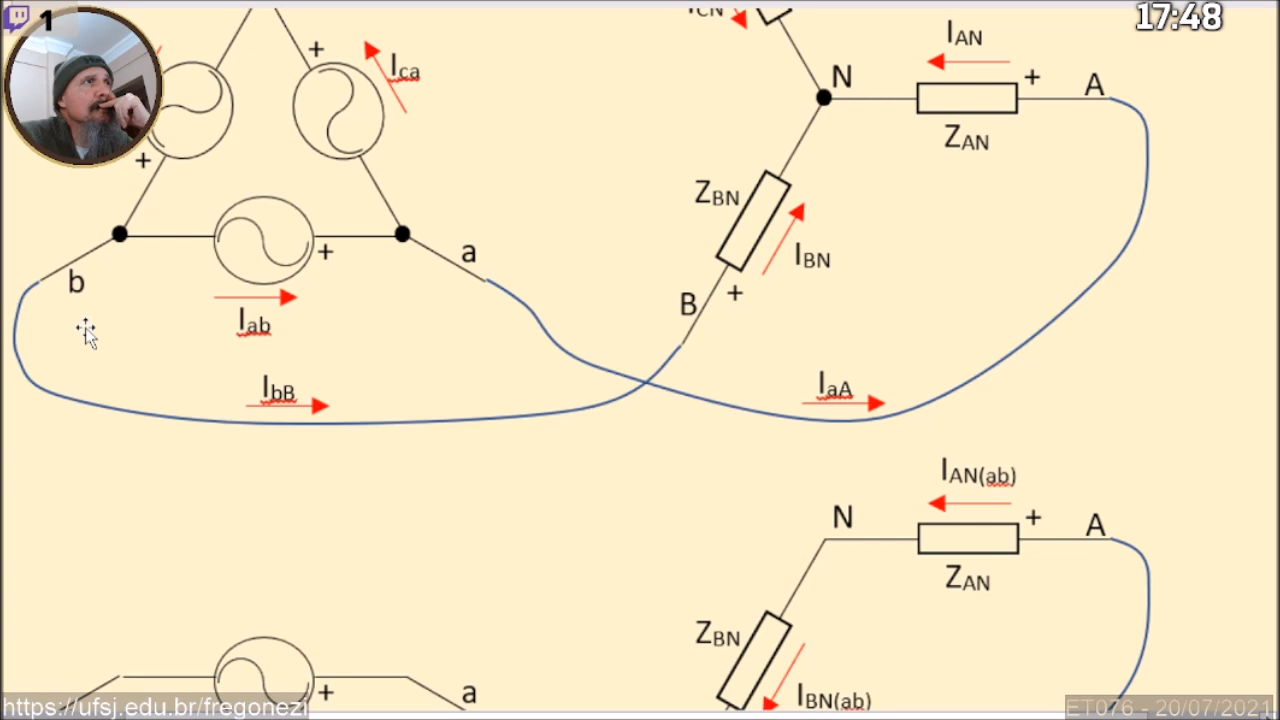 1
17:48
ICN
IAN
Ica
+
N
+
A
ZAN
+
ZBN
a
+
IBN
b
B
+
Iab
IbB
IaA
IAN(ab)
N
+
A
ZAN
ZBN
+
a
IBN(ab)
https://ufsj.edu.br/fregonezi
ET076 - 20/07/2021